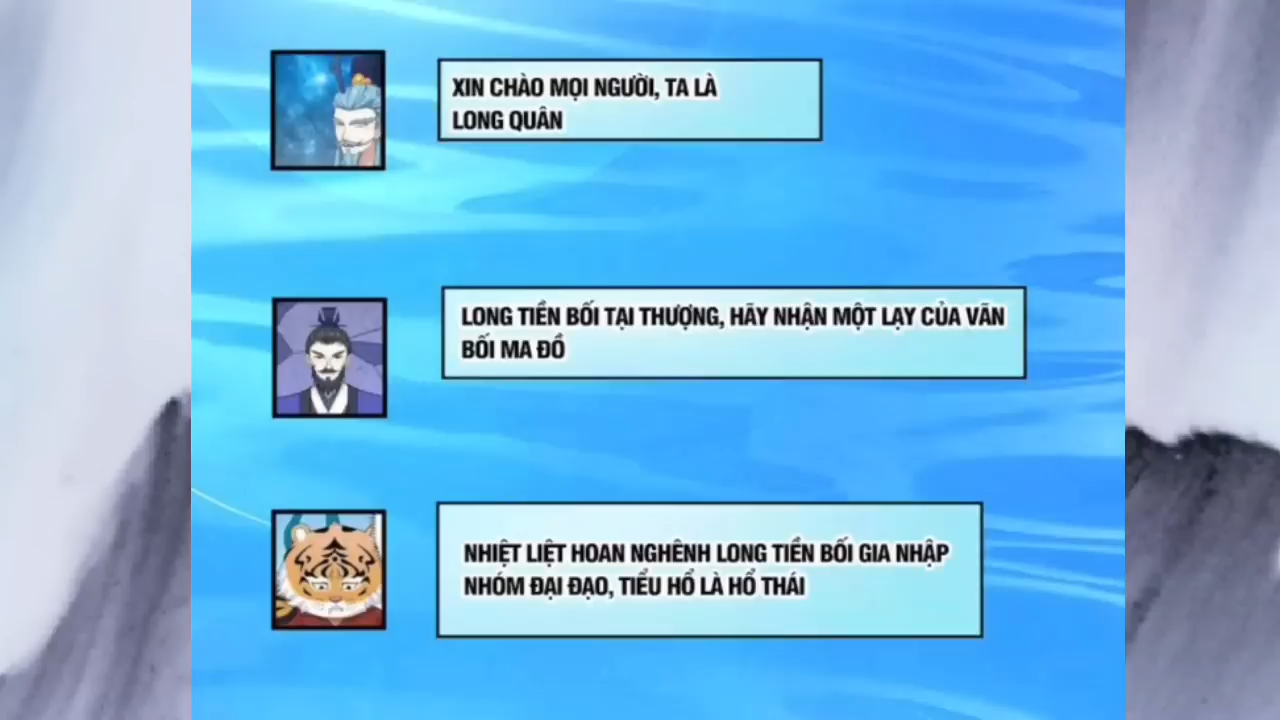 XIN CHÀO MỌI NGƯỜI, TA LÀ
LONG QUÂN
LONG TIỀN BỐI TẠI THƯỢNG, HÃY NHẬN MỘT LẠY CỦA VÃN
BỐI MA ĐỒ
NHIỆT LIỆT HOAN NGHÊNH LONG TIỀN BỐI GIA NHẬP
NHÓM ĐẠI ĐẠO, TIỂU HỔ LÀ HỔ THÁI